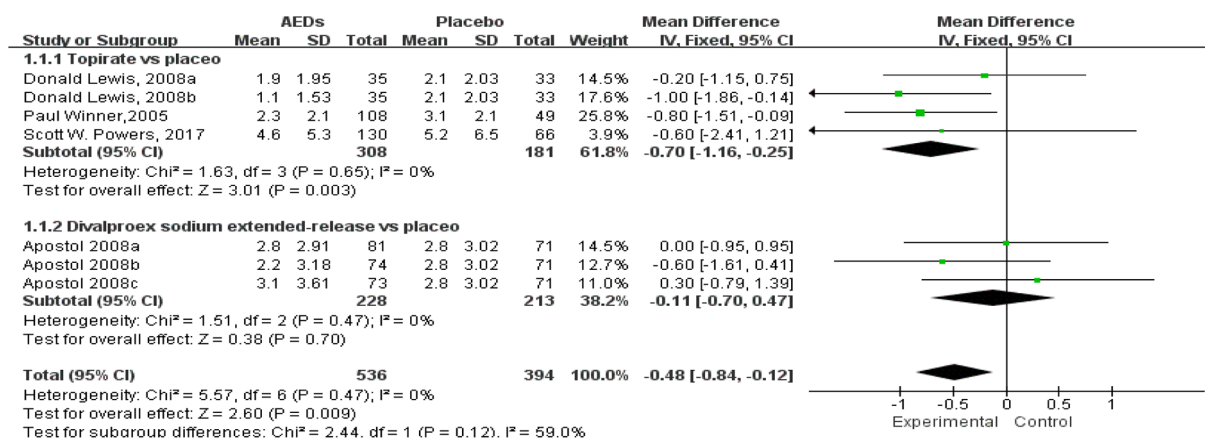 AEDs Placebo Mean Difference Mean Difference
Study or Subgroup Mean SD Total Mean SD Total Weight IV, Fixed, 95% CI IV, Fixed, 95% CI
1.1.1 Topirate vs placeo
Donald Lewis, 2008a 1.9 1.95 35 2.1 2.03 33 14.5% -0.20 [-1.15, 0.75]
Donald Lewis, 2008b 1.1 1.53 35 2.1 2.03 33 17.6% -1.00 [-1.86, -0.14]
Paul Winner,2005 2.3 2.1 108 3.1 2.1 49 25.8% -0.80 [-1.51, -0.09]
Scott W. Powers, 2017 4.6 5.3 130 5.2 6.5 66 3.9% -0.60 [-2.41, 1.21]
Subtotal (95% CI) 308 181 61.8% -0.70 [-1.16, -0.25]
Heterogeneity: Chi² = 1.63, df = 3 (P = 0.65); I² = 0%
Test for overall effect: Z = 3.01 (P = 0.003)
1.1.2 Divalproex sodium extended-release vs placeo
Apostol 2008a 2.8 2.91 81 2.8 3.02 71 14.5% 0.00 [-0.95, 0.95]
Apostol 2008b 2.2 3.18 74 2.8 3.02 71 12.7% -0.60 [-1.61, 0.41]
Apostol 2008c 3.1 3.61 73 2.8 3.02 71 11.0% 0.30 [-0.79, 1.39]
Subtotal (95% CI) 228 213 38.2% -0.11 [-0.70, 0.47]
Heterogeneity: Chi² = 1.51, df = 2 (P = 0.47); I² = 0%
Test for overall effect: Z = 0.38 (P = 0.70)
Total (95% CI) 536 394 100.0% -0.48 [-0.84, -0.12]
Heterogeneity: Chi² = 5.57, df = 6 (P = 0.47); I² = 0%
Test for overall effect: Z = 2.60 (P = 0.009)
Test for subgroup differences: Chi² = 2.44, df = 1 (P = 0.12), I² = 59.0%
-1 -0.5 0 0.5 1
Experimental Control